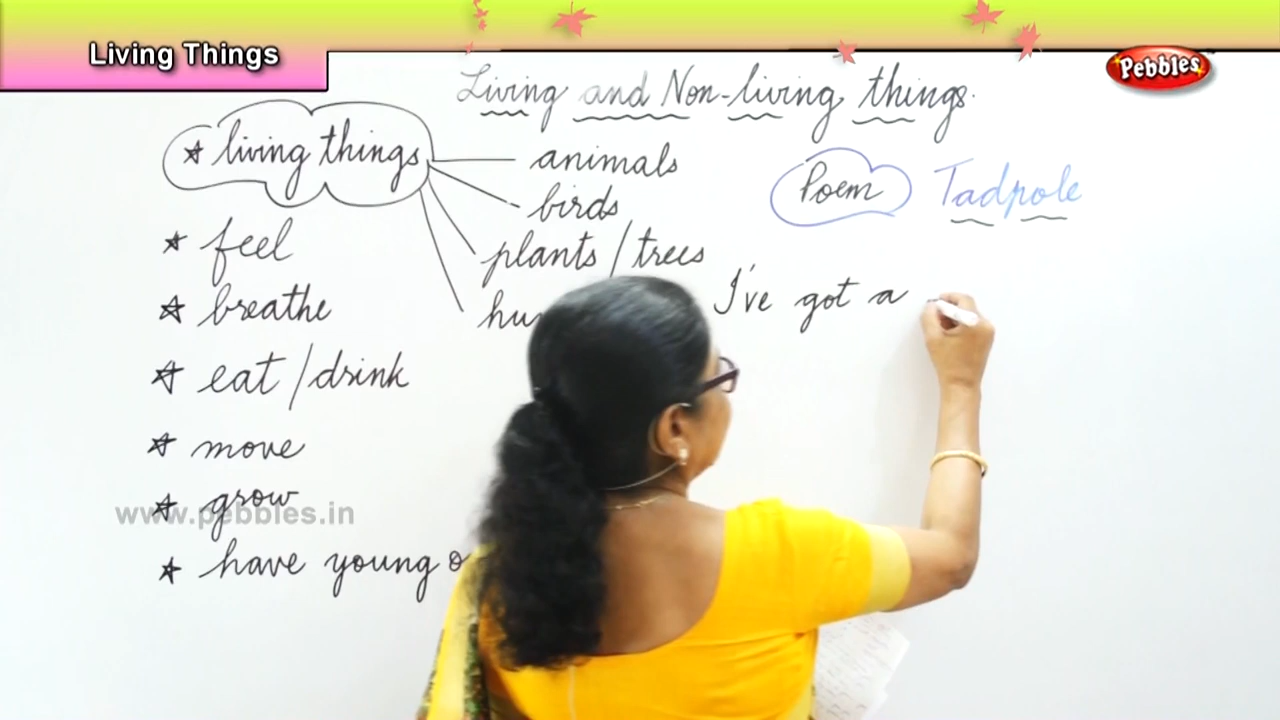 Living Things
Pebbles
Living and Non-living things.
★ living things
animals
birds
plants / trees
★ feel
★ breathe
★ eat / drink
★ move
★ grow
★ have young
Poem Tadpole
I've got a
www.pebbles.in